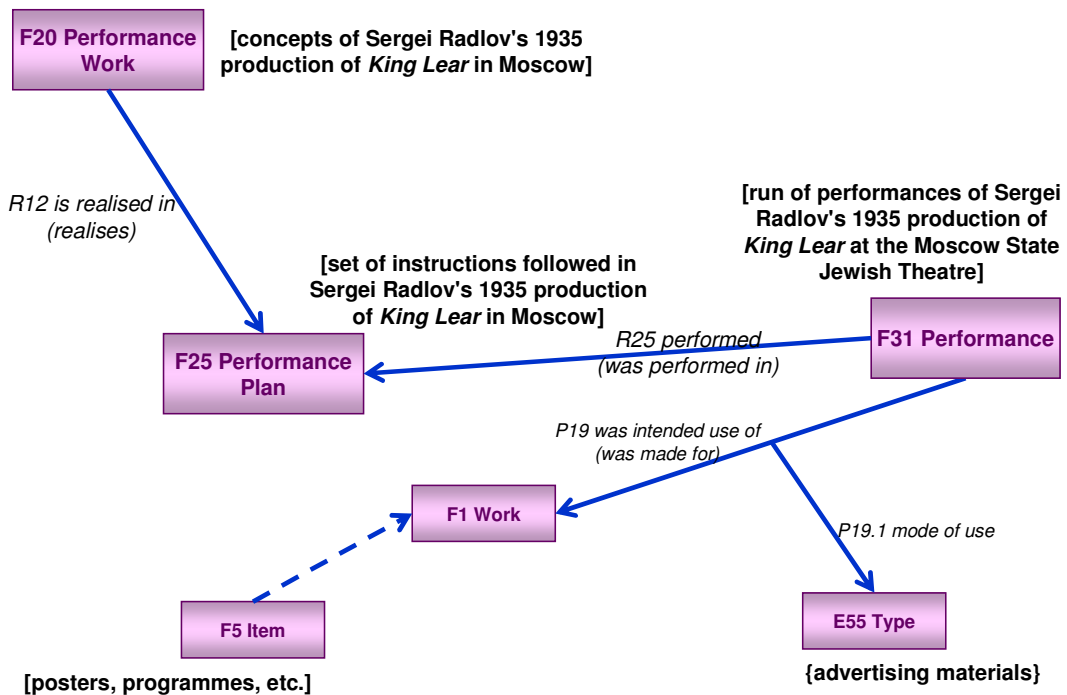 F20 Performance
Work
[concepts of Sergei Radlov's 1935
production of King Lear in Moscow]
R12 is realised in
(realises)
[run of performances of Sergei
Radlov's 1935 production of
King Lear at the Moscow State
Jewish Theatre]
[set of instructions followed in
Sergei Radlov's 1935 production
of King Lear in Moscow]
F25 Performance
Plan
R25 performed
(was performed in)
F31 Performance
P19 was intended use of
(was made for)
F1 Work
P19.1 mode of use
F5 Item
[posters, programmes, etc.]
E55 Type
{advertising materials}